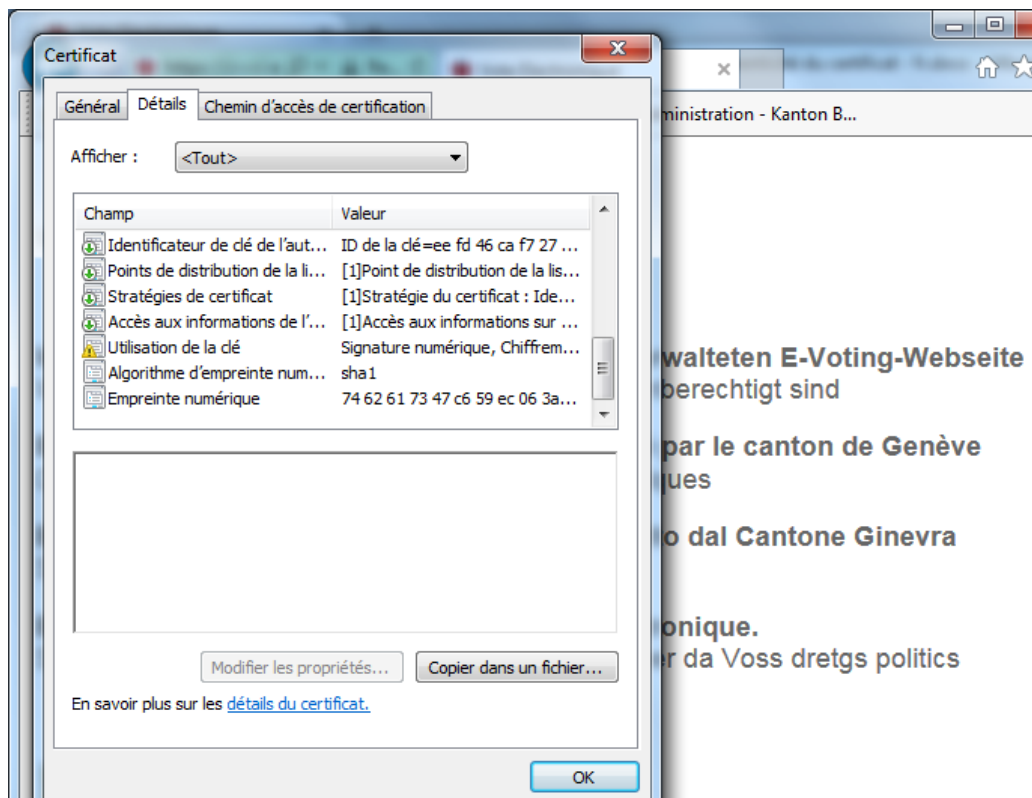 Certificat
ministration - Kanton B...
Général Détails Chemin d'accès de certification
Afficher : <Tout>
Champ Valeur
Identificateur de clé de l'aut... ID de la clé=ee fd 46 ca f7 27 ...
Points de distribution de la li... [1]Point de distribution de la lis...
Stratégies de certificat [1]Stratégie du certificat : Ide...
Accès aux informations de l'... [1]Accès aux informations sur ...
Utilisation de la clé Signature numérique, Chiffrem...
Algorithme d'empreinte num... sha1
Empreinte numérique 74 62 61 73 47 c6 59 ec 06 3a...
Modifier les propriétés... Copier dans un fichier...
En savoir plus sur les détails du certificat.
OK
walteten E-Voting-Webseite
berechtigt sind
par le canton de Genève
ques
o dal Cantone Ginevra
onique.
r da Voss dretgs politics